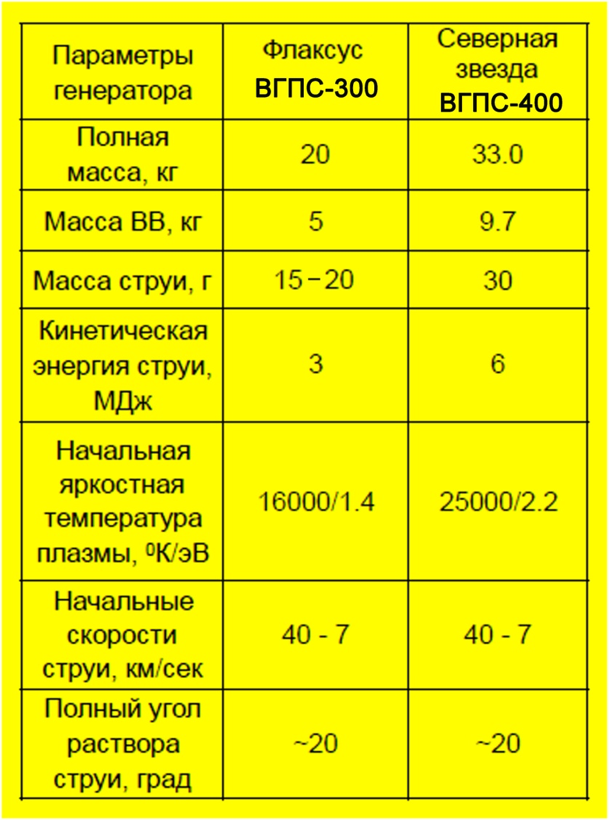 Параметры
генератора
Флаксус
ВГПС-300
Северная
звезда
ВГПС-400
Полная
масса, кг
20
33.0
Масса ВВ, кг
5
9.7
Масса струи, г
15–20
30
Кинетическая
энергия струи,
МДж
3
6
Начальная
яркостная
температура
плазмы, ⁰К/эВ
16000/1.4
25000/2.2
Начальные
скорости
струи, км/сек
40 - 7
40 - 7
Полный угол
раствора
струи, град
~20
~20